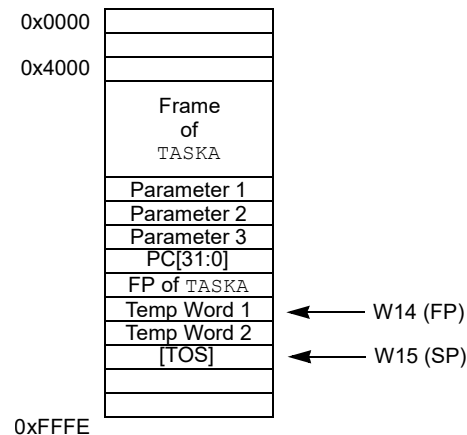 0x0000
0x4000
Frame
of
TASKA
Parameter 1
Parameter 2
Parameter 3
PC[31:0]
FP of TASKA
Temp Word 1
W14 (FP)
Temp Word 2
[TOS]
W15 (SP)
0xFFFE